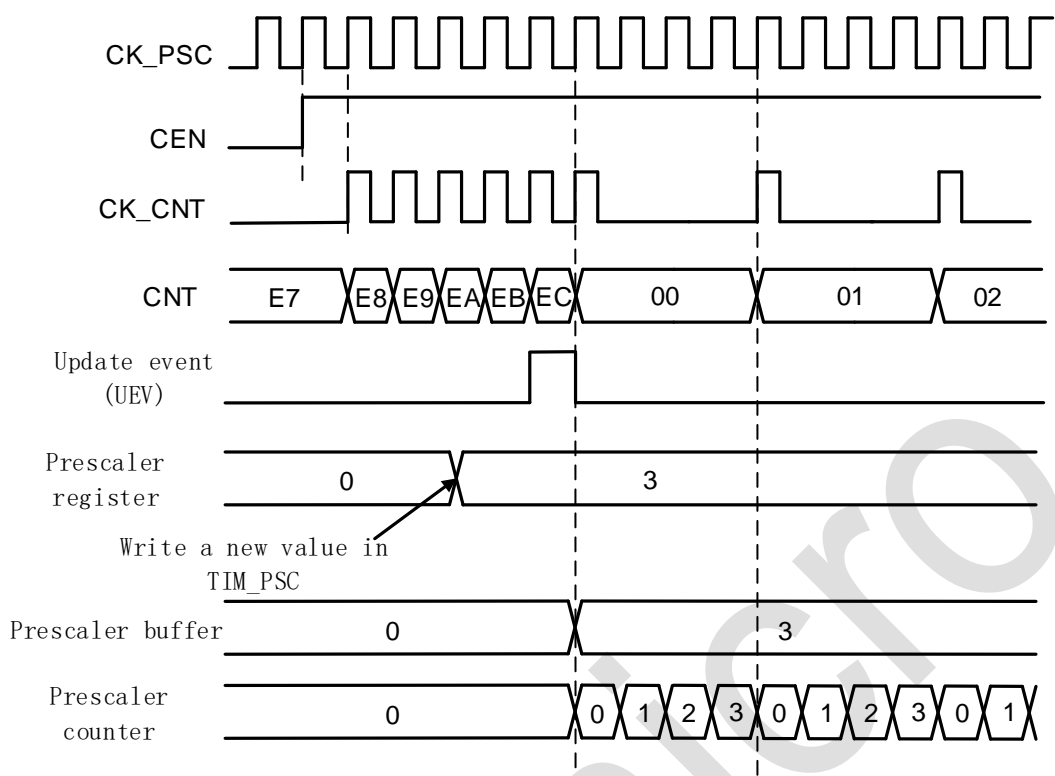 CK_PSC
CEN
CK_CNT
CNT E7 E8 E9 EA EB EC 00 01 02
Update event
(UEV)
Prescaler
register
0 3
Write a new value in
TIM_PSC
Prescaler buffer 0 3
Prescaler
counter
0 0 1 2 3 0 1 2 3 0 1